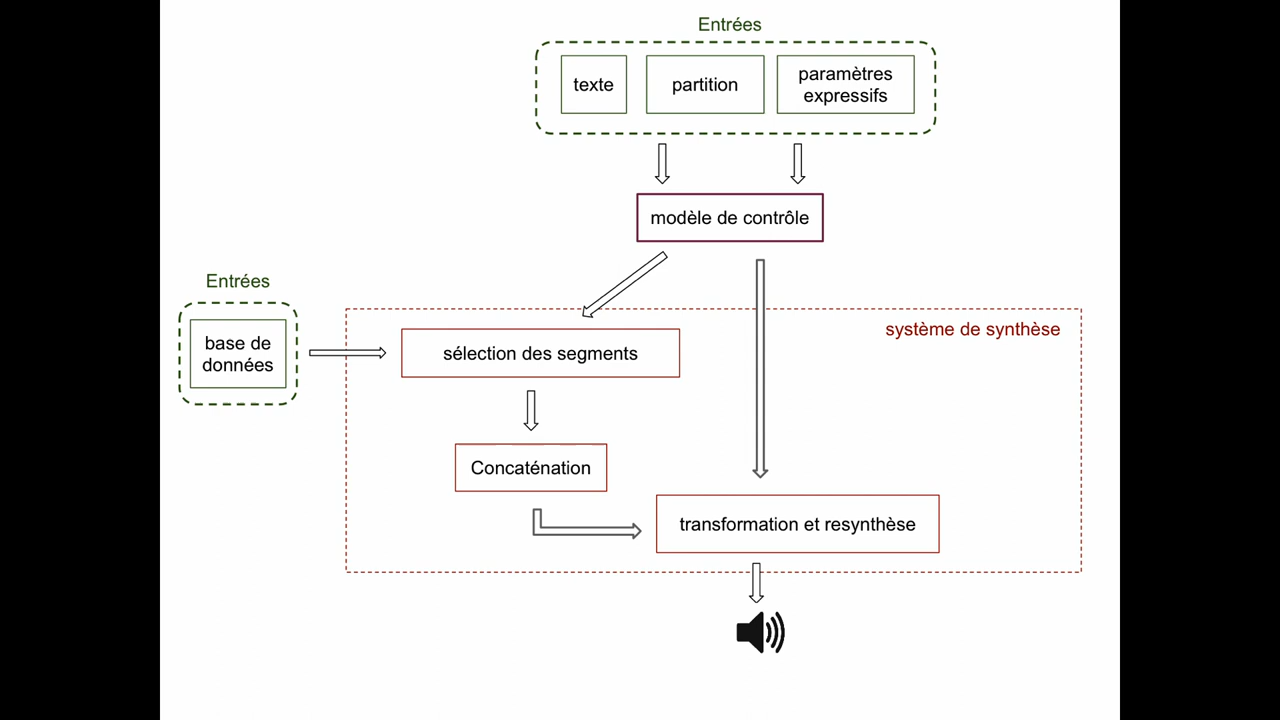 Entrées
texte
partition
paramètres
expressifs
modèle de contrôle
Entrées
base de
données
système de synthèse
sélection des segments
Concaténation
transformation et resynthèse